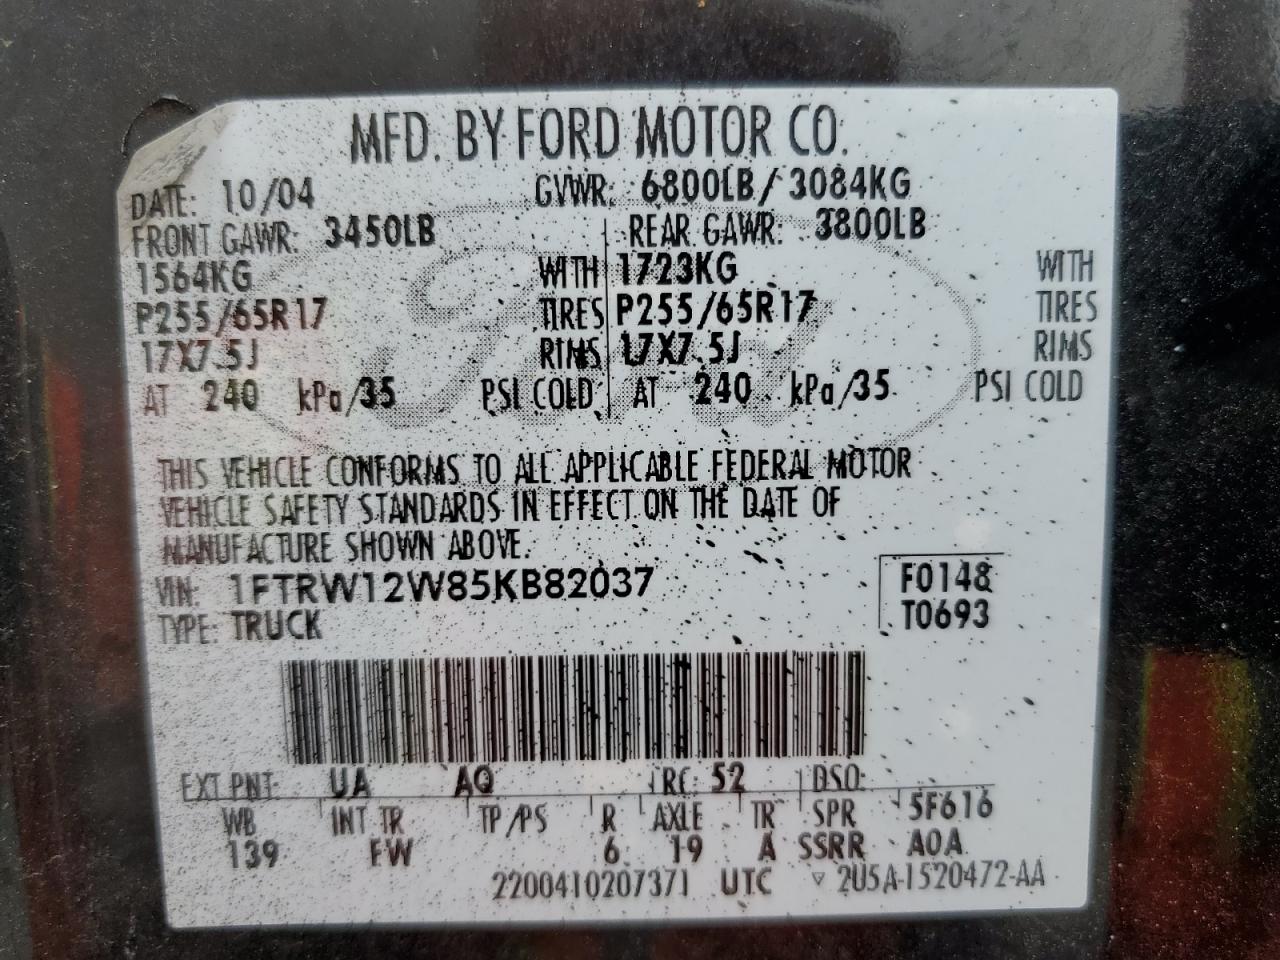 MFD. BY FORD MOTOR CO.
DATE: 10/04 GVWR: 6800LB/3084KG
FRONT GAWR: 3450LB REAR GAWR: 3800LB
1564KG WITH 1723KG WITH
P255/65R17 TIRES P255/65R17 TIRES
17X7.5J RIMS 17X7.5J RIMS
AT 240 kPa/35 PSI COLD AT 240 kPa/35 PSI COLD
THIS VEHICLE CONFORMS TO ALL APPLICABLE FEDERAL MOTOR
VEHICLE SAFETY STANDARDS IN EFFECT ON THE DATE OF
MANUFACTURE SHOWN ABOVE.
VIN: 1FTRW12W85KB82037 F0148
TYPE: TRUCK T0693
EXT PNT: UA AQ RC: 52 DSO:
WB INT TR TP/PS R AXLE TR SPR 5F616
139 FW 6 19 A SSRR A0A
2200410207371 UTC ▽ 2U5A-1520472-AA
Ford